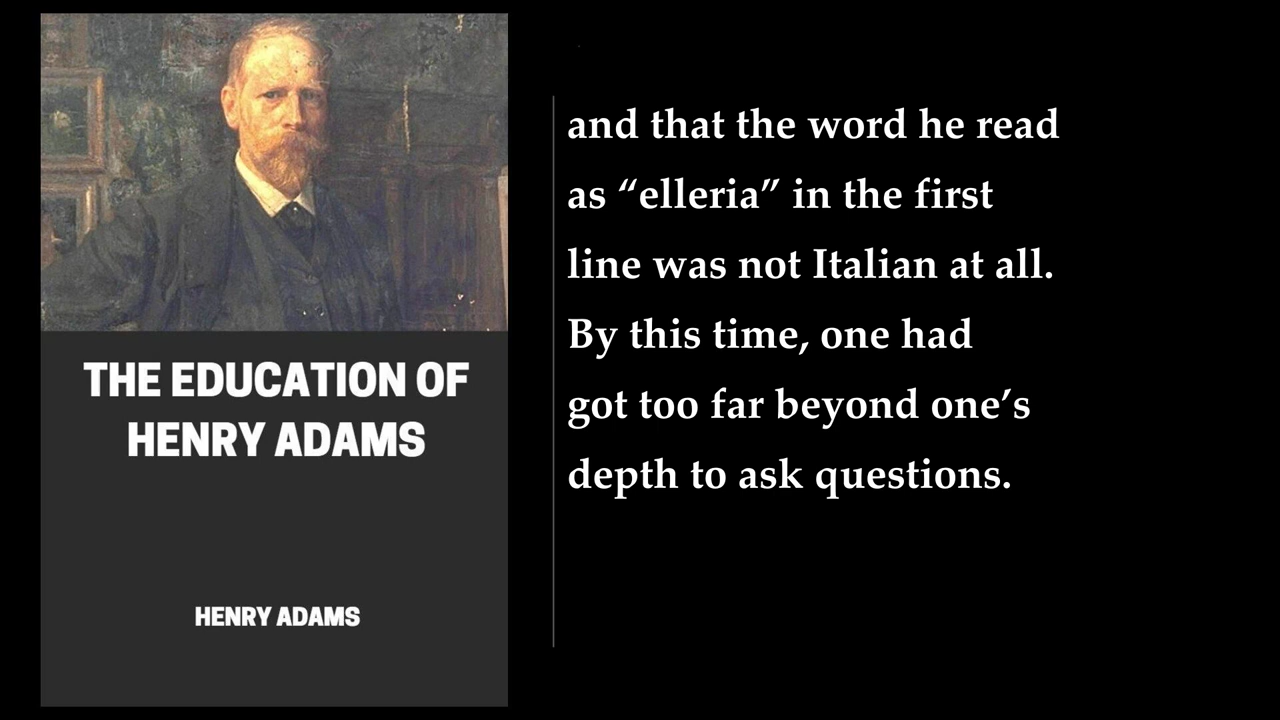 THE EDUCATION OF
HENRY ADAMS
HENRY ADAMS
and that the word he read
as “elleria” in the first
line was not Italian at all.
By this time, one had
got too far beyond one’s
depth to ask questions.